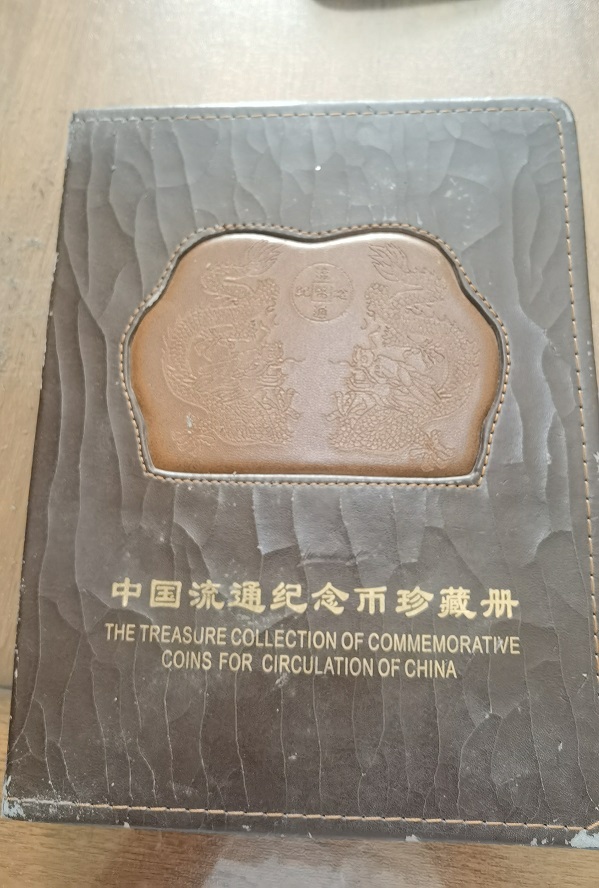 中国流通纪念币珍藏册
THE TREASURE COLLECTION OF COMMEMORATIVE
COINS FOR CIRCULATION OF CHINA